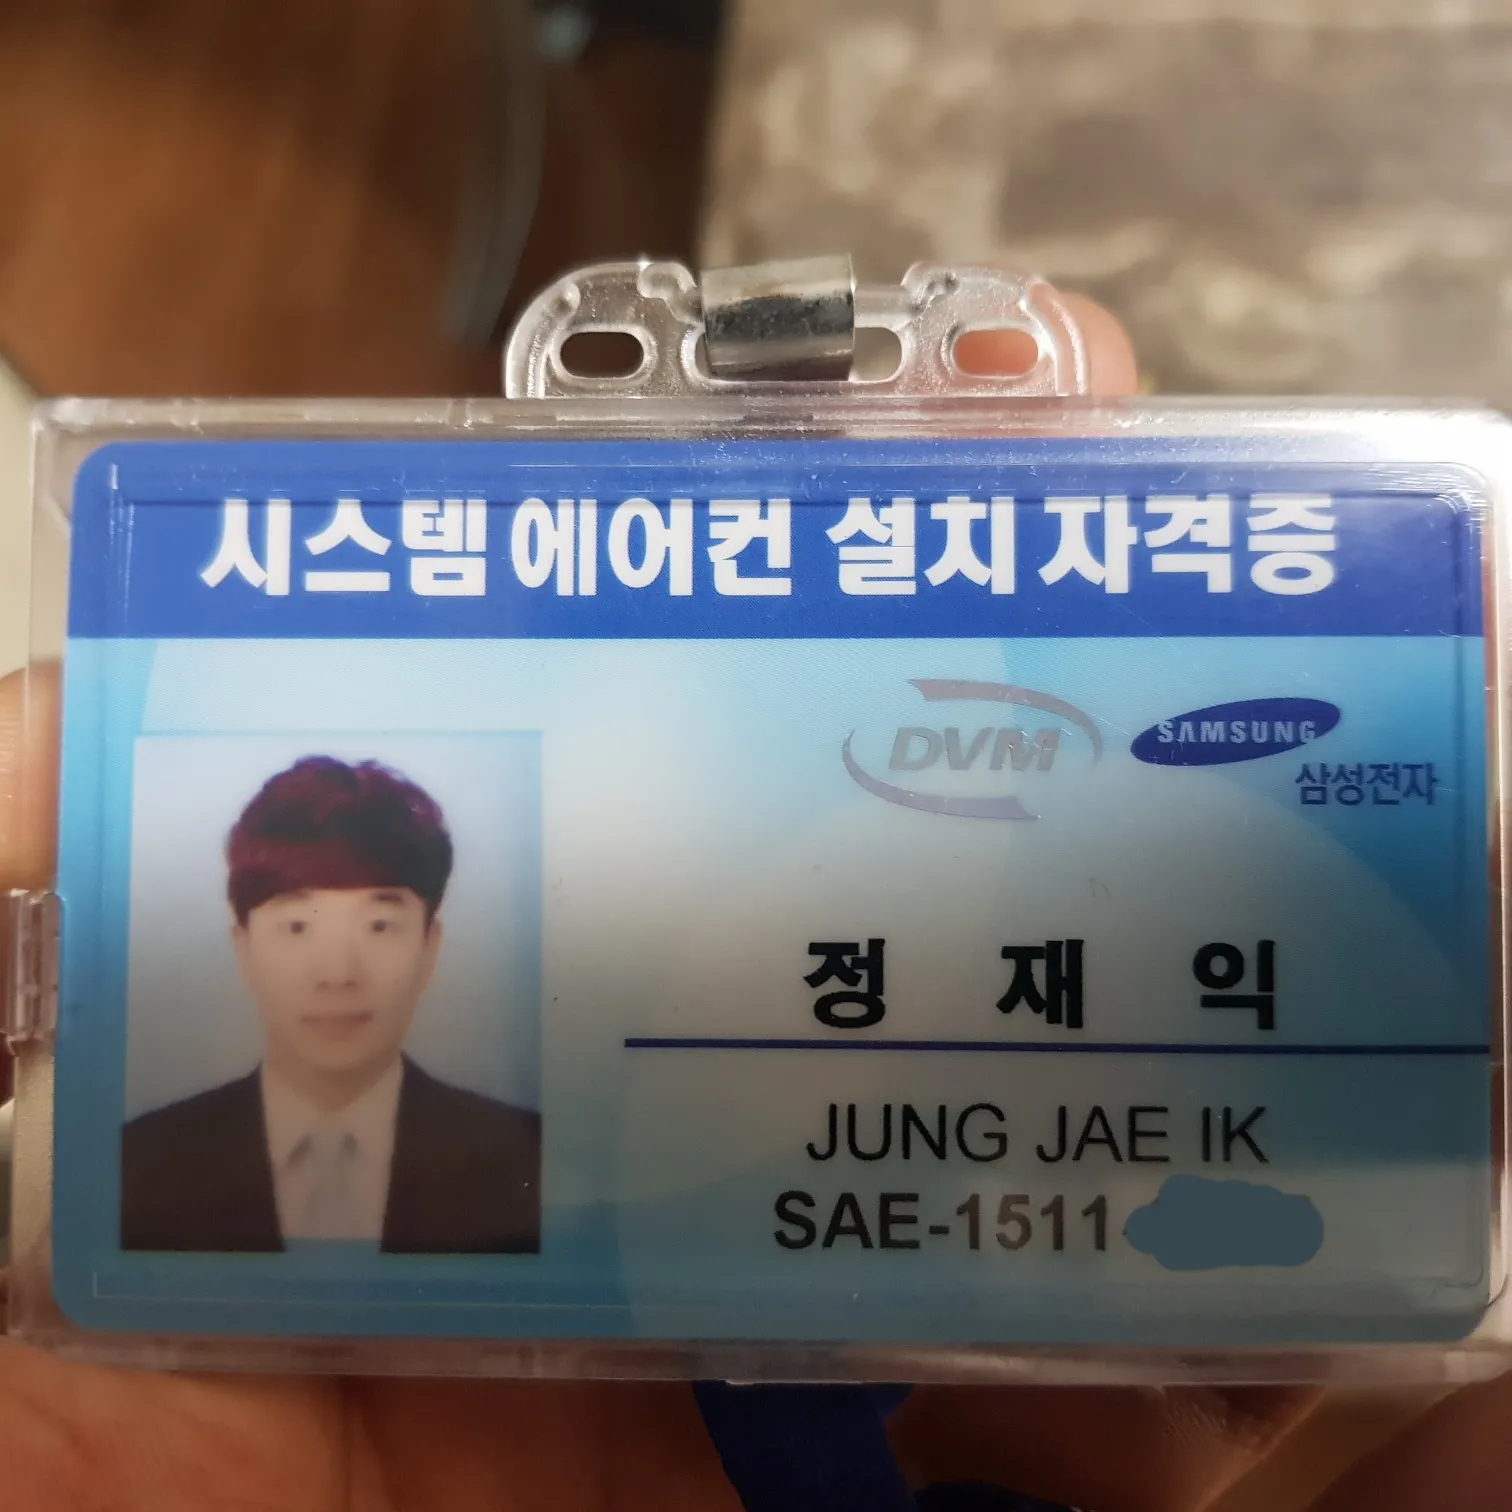 시스템 에어컨 설치 자격증
DVM
SAMSUNG
삼성전자
정 재 익
JUNG JAE IK
SAE-1511